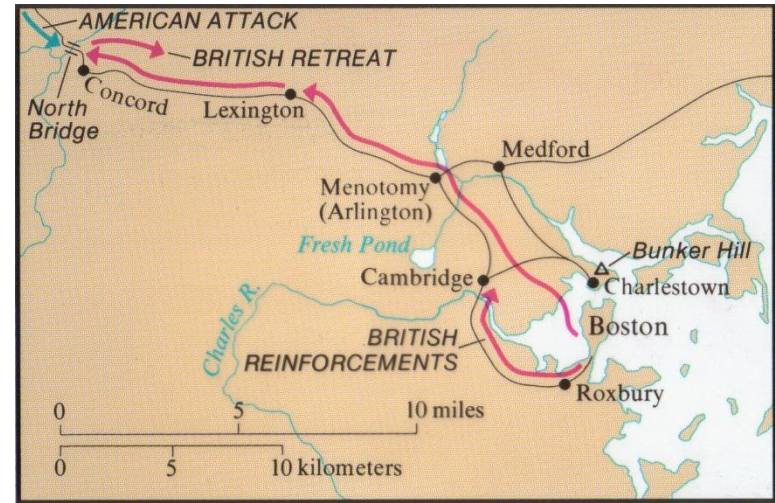 AMERICAN ATTACK
BRITISH RETREAT
North
Bridge
Concord
Lexington
Medford
Menotomy
(Arlington)
Fresh Pond
Bunker Hill
Cambridge
Charlestown
Charles R.
BRITISH
REINFORCEMENTS
Boston
Roxbury
0 5 10 miles
0 5 10 kilometers